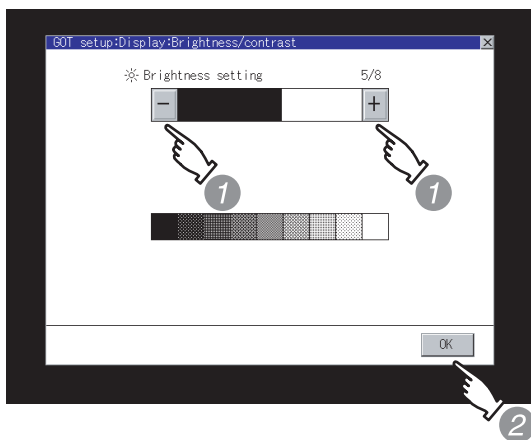 GOT setup:Display:Brightness/contrast ×
Brightness setting 5/8
− +
1 1
OK
2